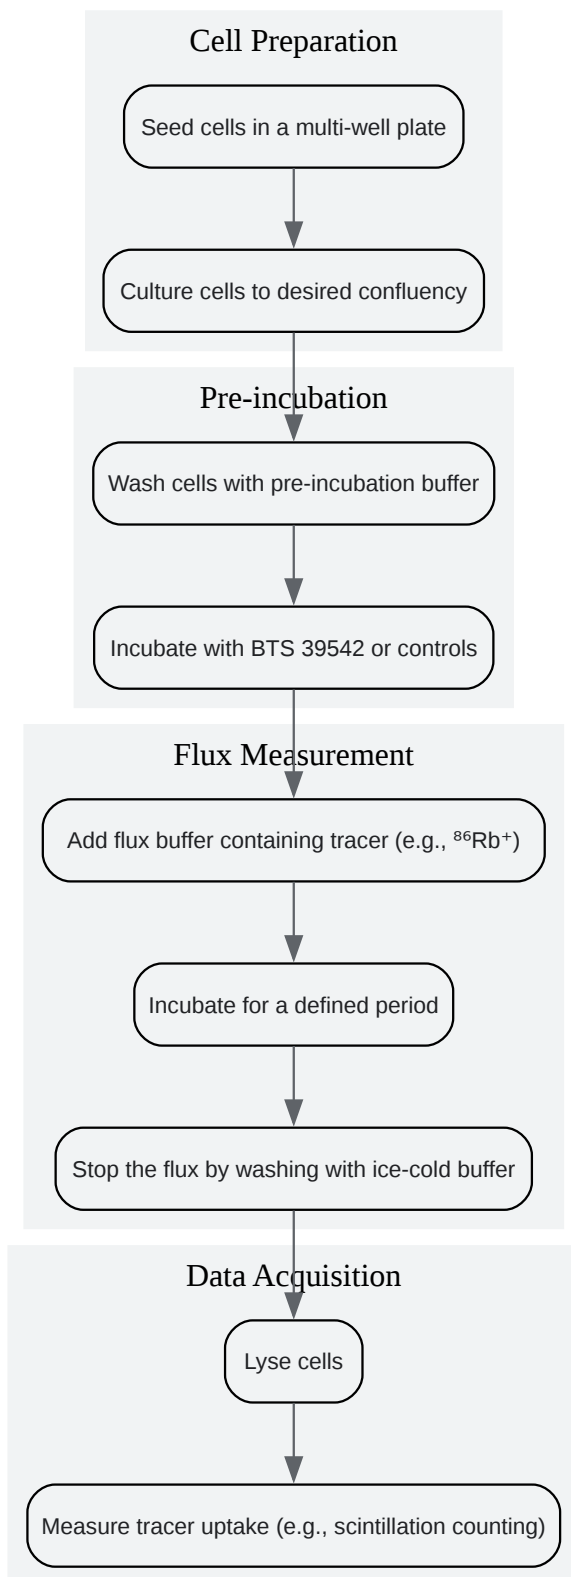 Cell Preparation
Seed cells in a multi-well plate
Culture cells to desired confluency
Pre-incubation
Wash cells with pre-incubation buffer
Incubate with BTS 39542 or controls
Flux Measurement
Add flux buffer containing tracer (e.g., ⁸⁶Rb⁺)
Incubate for a defined period
Stop the flux by washing with ice-cold buffer
Data Acquisition
Lyse cells
Measure tracer uptake (e.g., scintillation counting)